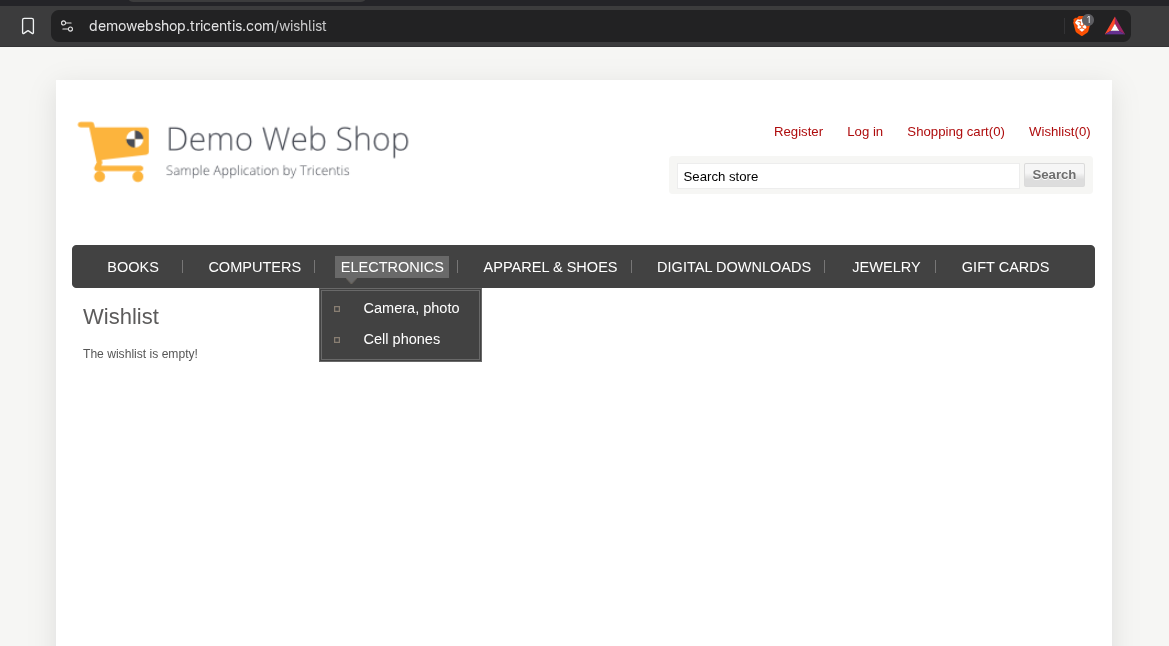 demowebshop.tricentis.com/wishlist
1
Demo Web Shop
Sample Application by Tricentis
Register Log in Shopping cart(0) Wishlist(0)
Search store Search
BOOKS COMPUTERS ELECTRONICS APPAREL & SHOES DIGITAL DOWNLOADS JEWELRY GIFT CARDS
Camera, photo
Cell phones
Wishlist
The wishlist is empty!